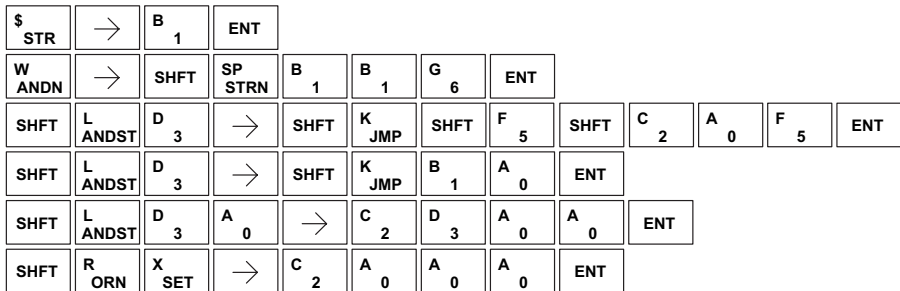 $ STR → B 1 ENT
W ANDN → SHFT SP STRN B 1 B 1 G 6 ENT
SHFT L ANDST D 3 → SHFT K JMP SHFT F 5 SHFT C 2 A 0 F 5 ENT
SHFT L ANDST D 3 → SHFT K JMP B 1 A 0 ENT
SHFT L ANDST D 3 A 0 → C 2 D 3 A 0 A 0 ENT
SHFT R ORN X SET → C 2 A 0 A 0 A 0 ENT